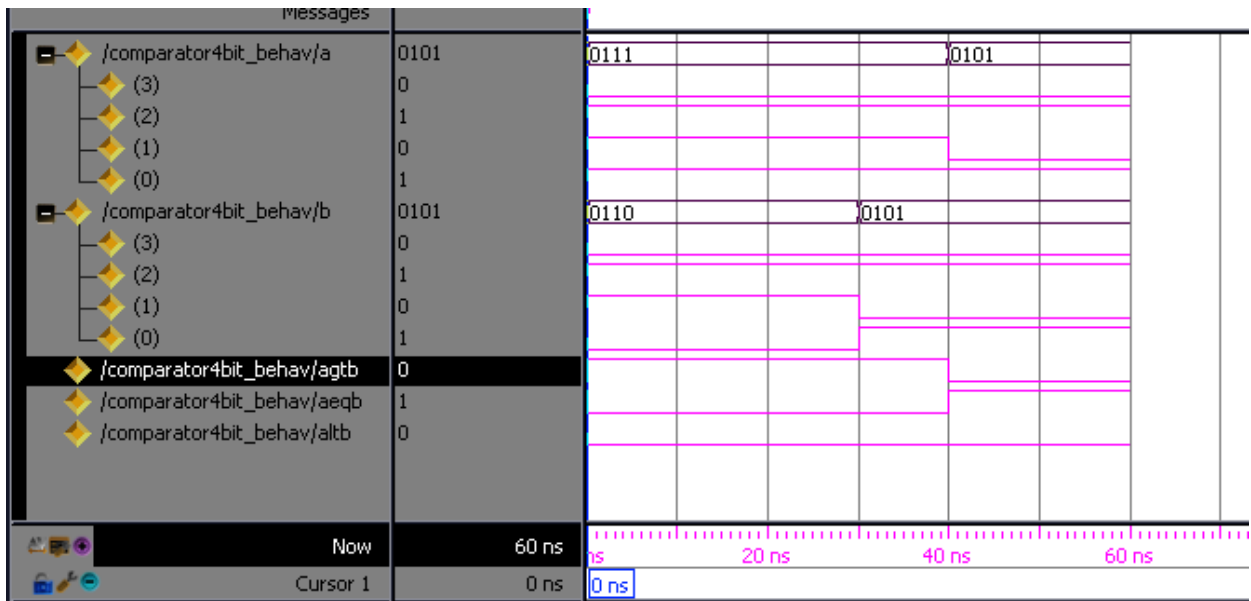 Messages
/comparator4bit_behav/a 0101 0111 0101
(3) 0
(2) 1
(1) 0
(0) 1
/comparator4bit_behav/b 0101 0110 0101
(3) 0
(2) 1
(1) 0
(0) 1
/comparator4bit_behav/agtb 0
/comparator4bit_behav/aeqb 1
/comparator4bit_behav/altb 0
Now 60 ns ns 20 ns 40 ns 60 ns
Cursor 1 0 ns 0 ns